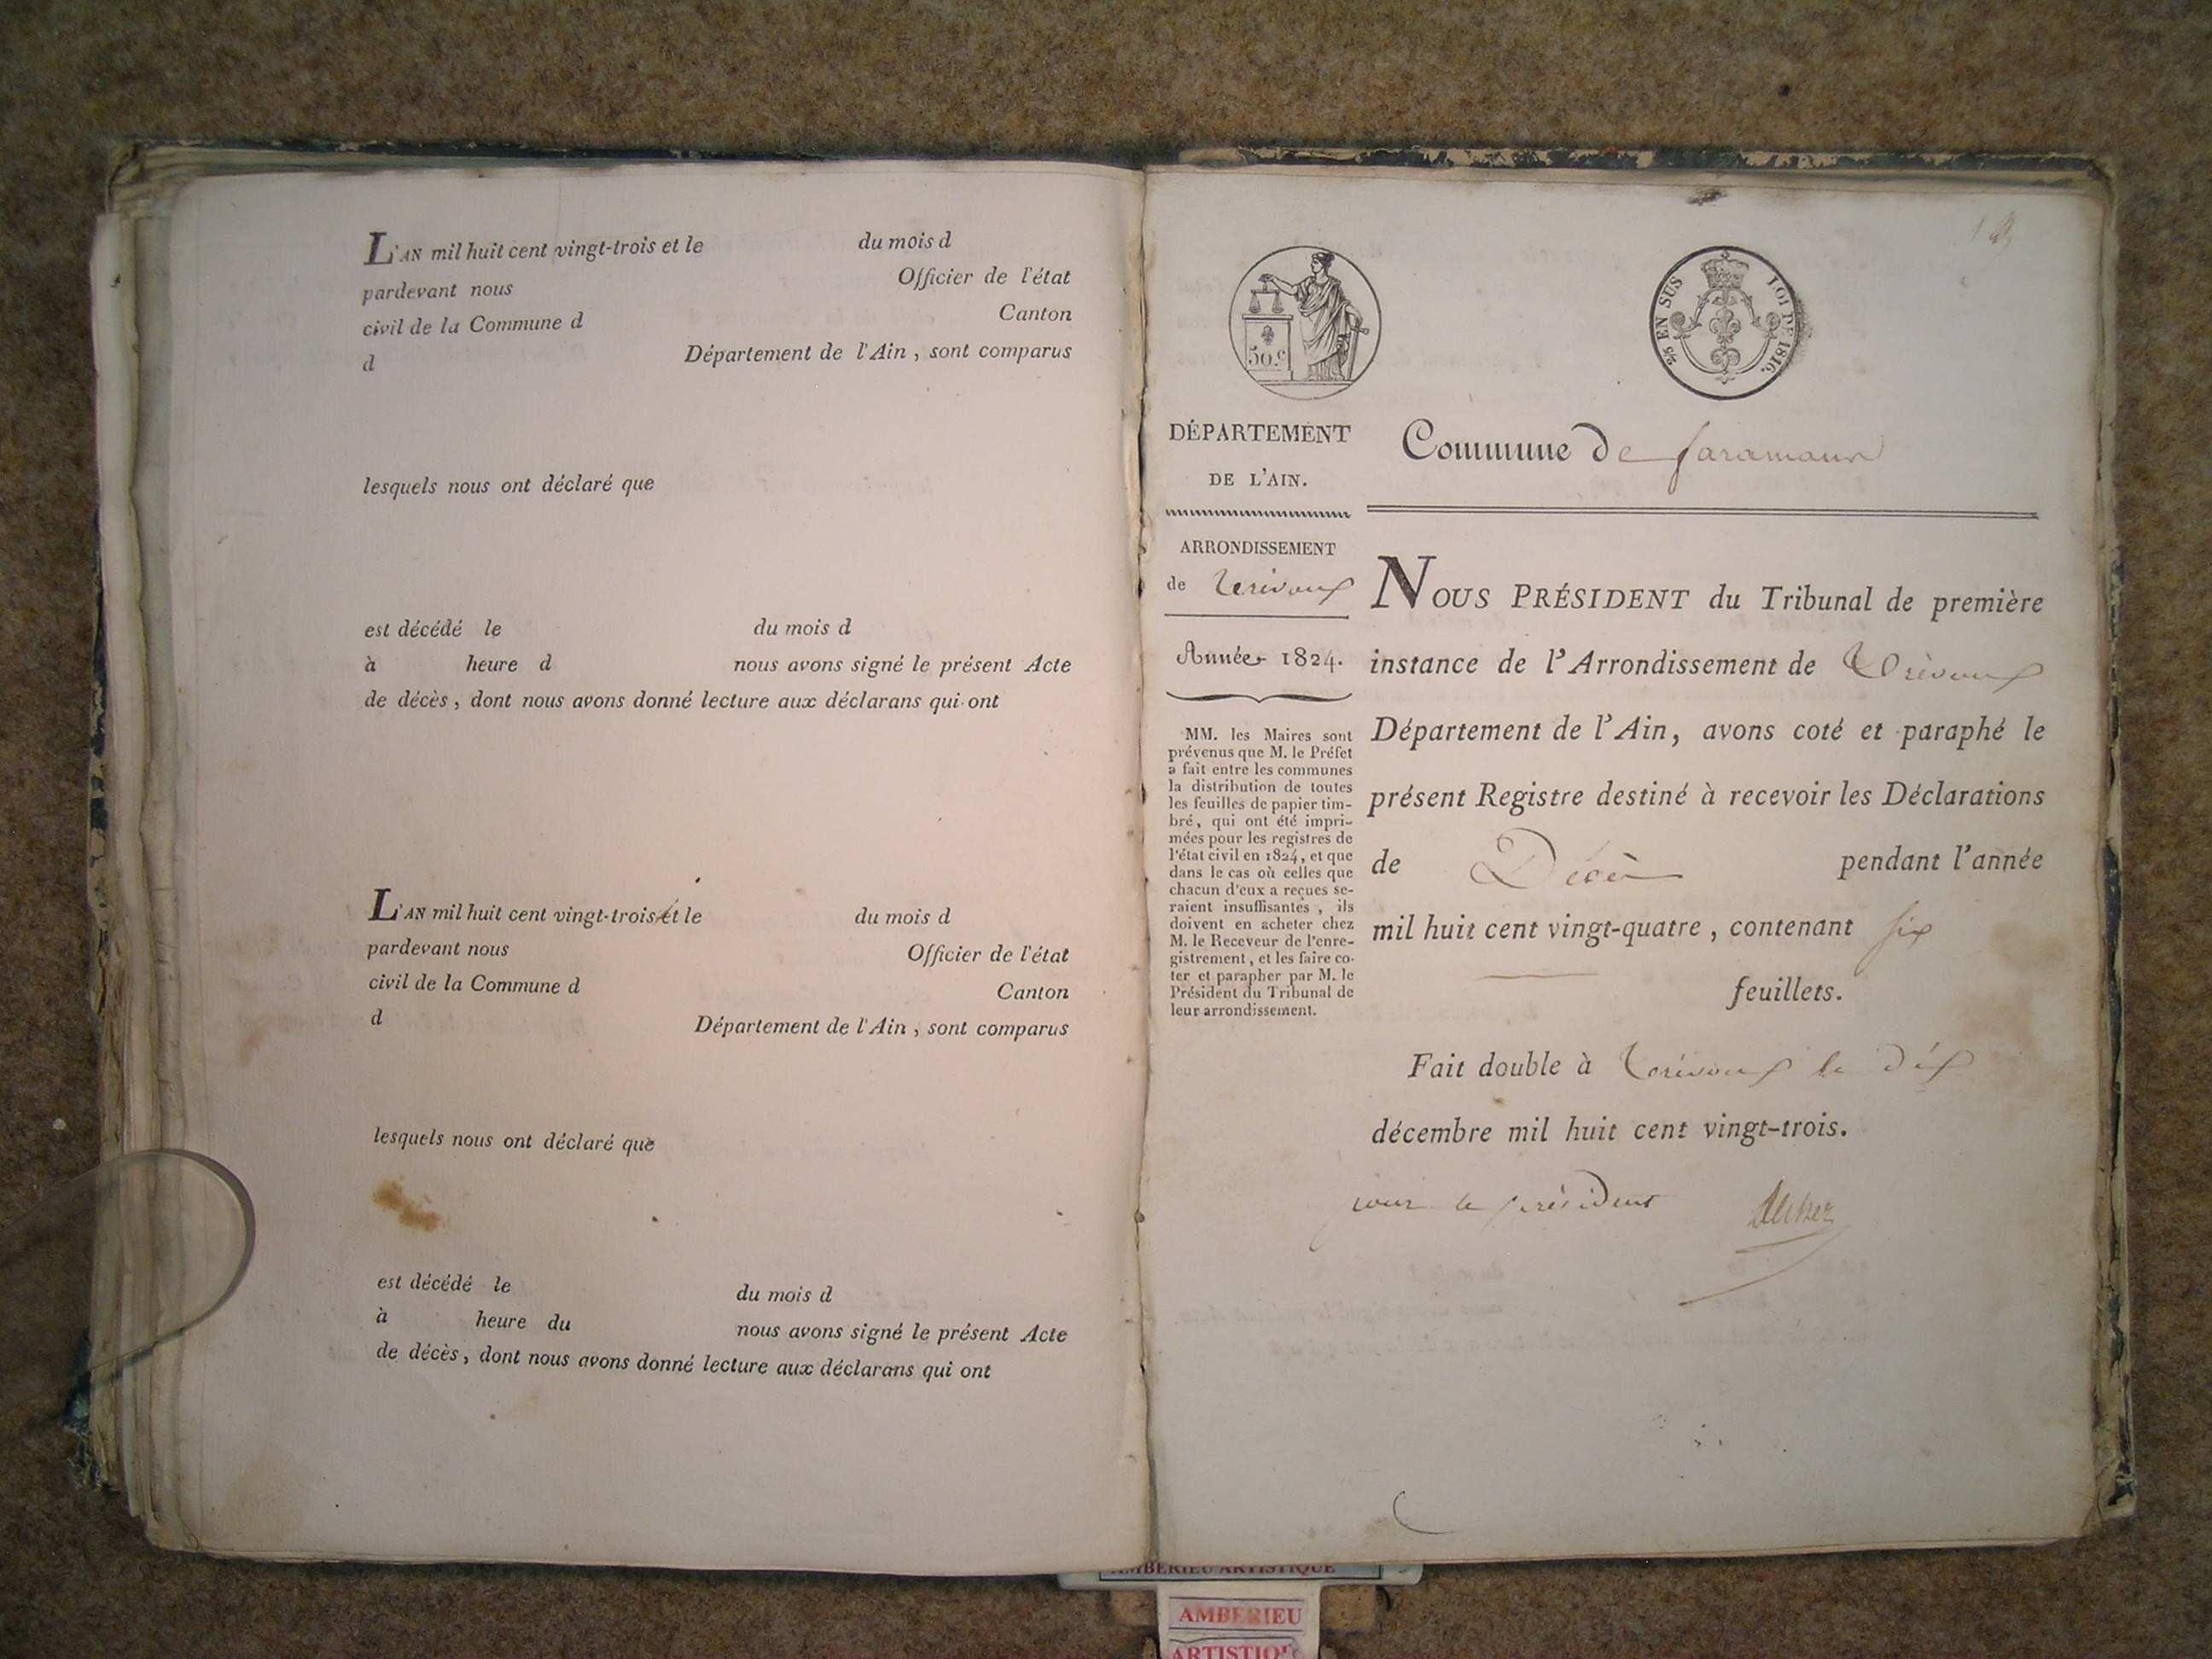 L'AN mil huit cent vingt-trois et le du mois d
pardevant nous Officier de l'état
civil de la Commune d Canton
d Département de l'Ain, sont comparus
lesquels nous ont déclaré que
est décédé le du mois d
à heure d nous avons signé le présent Acte
de décès, dont nous avons donné lecture aux déclarans qui ont
L'AN mil huit cent vingt-trois et le du mois d
pardevant nous Officier de l'état
civil de la Commune d Canton
d Département de l'Ain, sont comparus
lesquels nous ont déclaré que
est décédé le du mois d
à heure du nous avons signé le présent Acte
de décès, dont nous avons donné lecture aux déclarans qui ont
50.c
2/5 EN SUS LOI DE 1816.
DÉPARTEMENT
DE L'AIN.
ARRONDISSEMENT
de Trévoux
Année 1824.
MM. les Maires sont
prévenus que M. le Préfet
a fait entre les communes
la distribution de toutes
les feuilles de papier tim-
bré, qui ont été impri-
mées pour les registres de
l'état civil en 1824, et que
dans le cas où celles que
chacun d'eux a reçues se-
raient insuffisantes, ils
doivent en acheter chez
M. le Receveur de l'enre-
gistrement, et les faire co-
ter et parapher par M. le
Président du Tribunal de
leur arrondissement.
Commune De faramans
NOUS PRÉSIDENT du Tribunal de première
instance de l'Arrondissement de Trévoux
Département de l'Ain, avons coté et paraphé le
présent Registre destiné à recevoir les Déclarations
de Décès pendant l'année
mil huit cent vingt-quatre, contenant six
feuillets.
Fait double à Trévoux le dix
décembre mil huit cent vingt-trois.
pour le président
AMBERIEU ARTISTIQUE
AMBERIEU
ARTISTIQUE